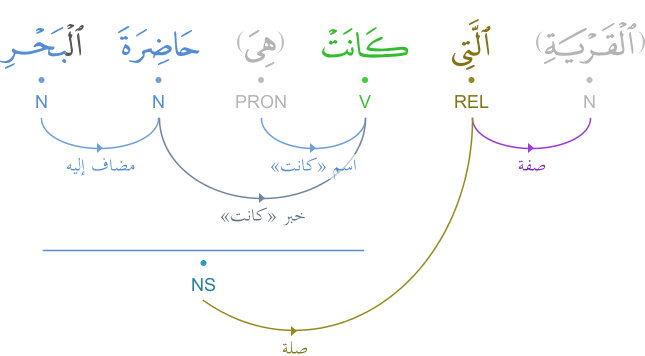 (ٱلْقَرْيَةِ) ٱلَّتِى كَانَتْ (هِىَ) حَاضِرَةَ ٱلْبَحْرِ
N REL V PRON N N
صفة اسم «كانت» مضاف إليه
خبر «كانت»
NS
صلة